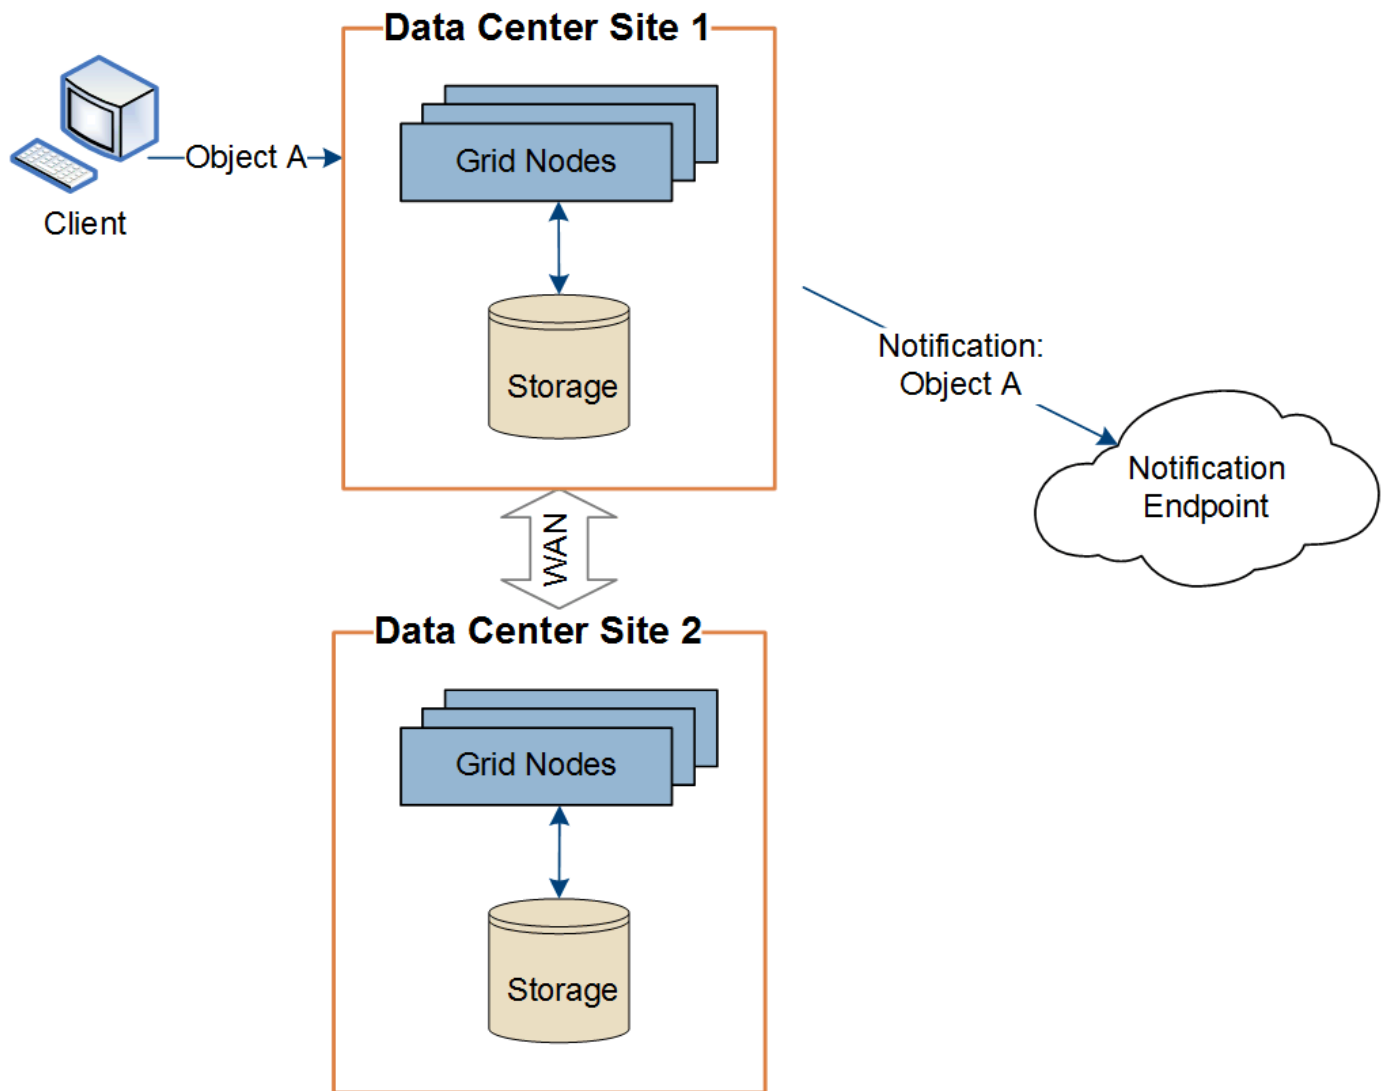 Data Center Site 1
Object A
Client
Grid Nodes
Storage
Notification:
Object A
Notification
Endpoint
WAN
Data Center Site 2
Grid Nodes
Storage